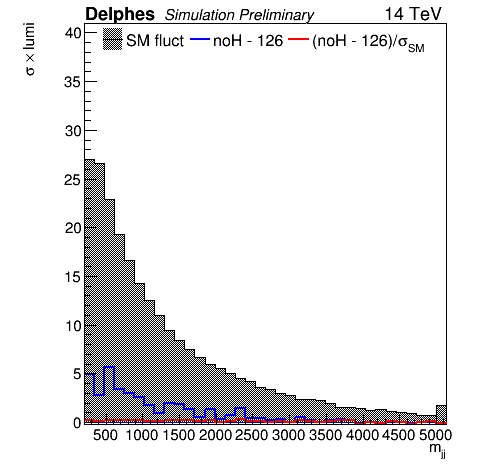 Delphes Simulation Preliminary 14 TeV
σ × lumi
SM fluct noH - 126 (noH - 126)/σSM
40
35
30
25
20
15
10
5
0
500 1000 1500 2000 2500 3000 3500 4000 4500 5000
mjj